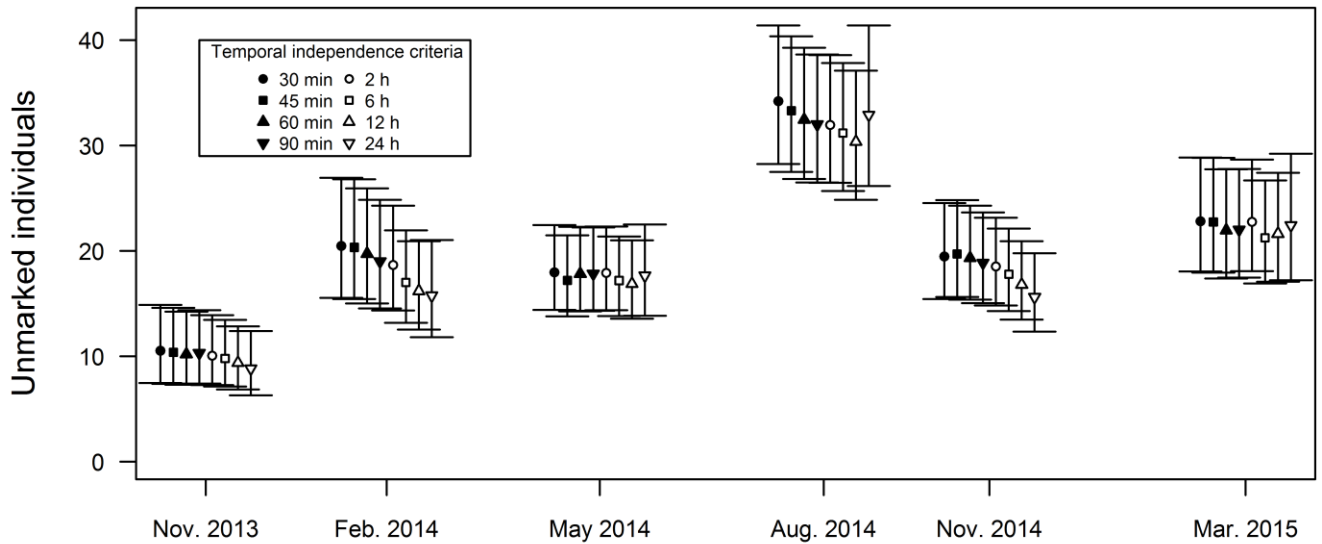 Unmarked individuals
40
30
20
10
0
Temporal independence criteria
30 min 2 h
45 min 6 h
60 min 12 h
90 min 24 h
Nov. 2013 Feb. 2014 May 2014 Aug. 2014 Nov. 2014 Mar. 2015